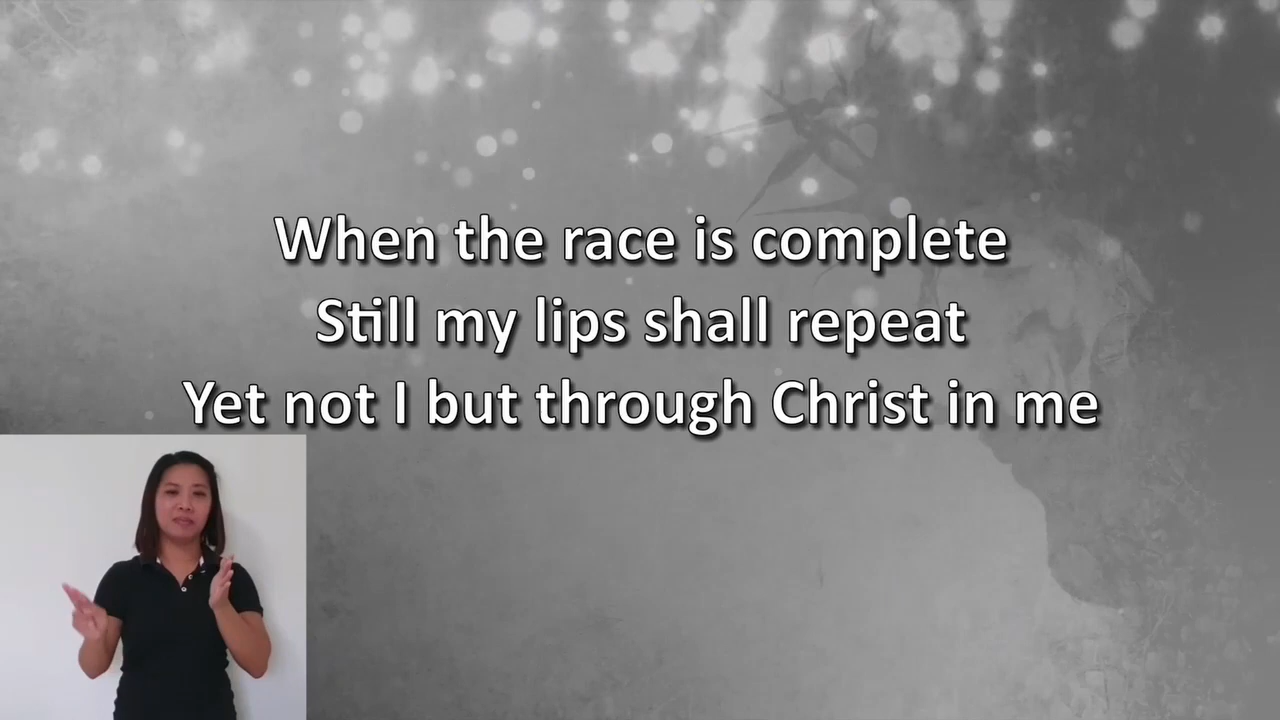 When the race is complete
Still my lips shall repeat
Yet not I but through Christ in me